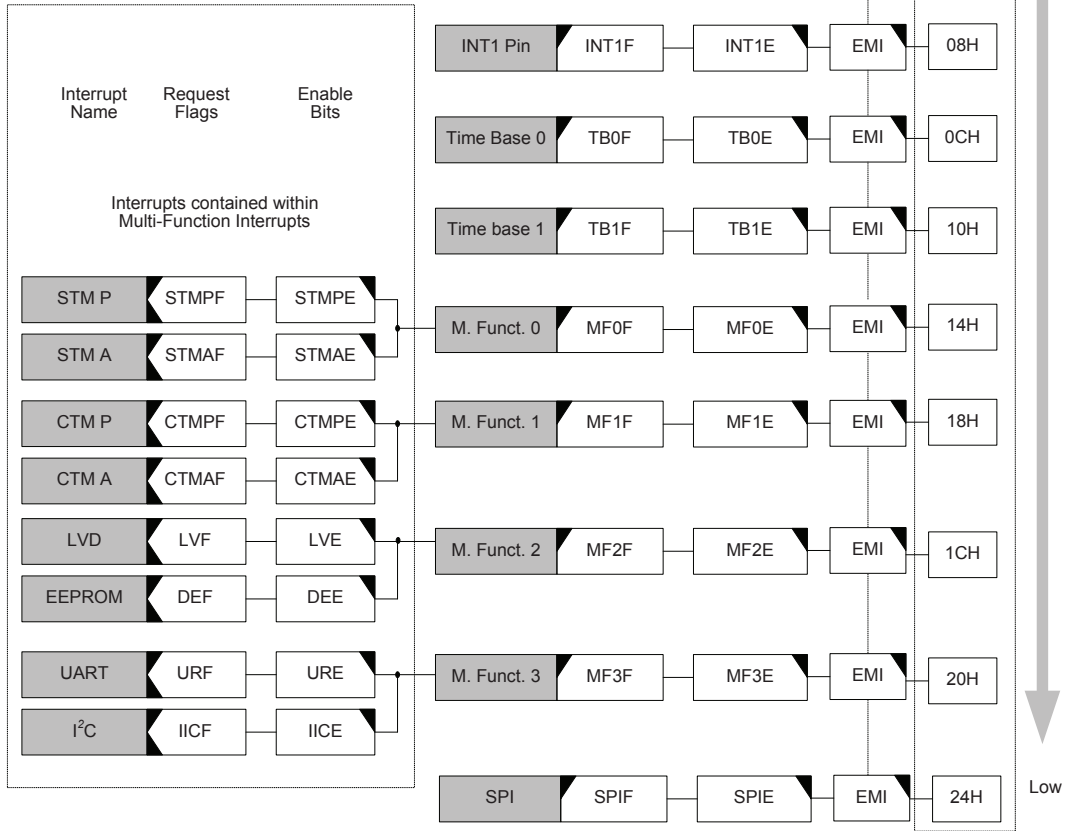 Interrupt Name
Request Flags
Enable Bits
Interrupts contained within
Multi-Function Interrupts
STM P STMPF STMPE
STM A STMAF STMAE
CTM P CTMPF CTMPE
CTM A CTMAF CTMAE
LVD LVF LVE
EEPROM DEF DEE
UART URF URE
I²C IICF IICE
INT1 Pin INT1F INT1E EMI 08H
Time Base 0 TB0F TB0E EMI 0CH
Time base 1 TB1F TB1E EMI 10H
M. Funct. 0 MF0F MF0E EMI 14H
M. Funct. 1 MF1F MF1E EMI 18H
M. Funct. 2 MF2F MF2E EMI 1CH
M. Funct. 3 MF3F MF3E EMI 20H
SPI SPIF SPIE EMI 24H
Low